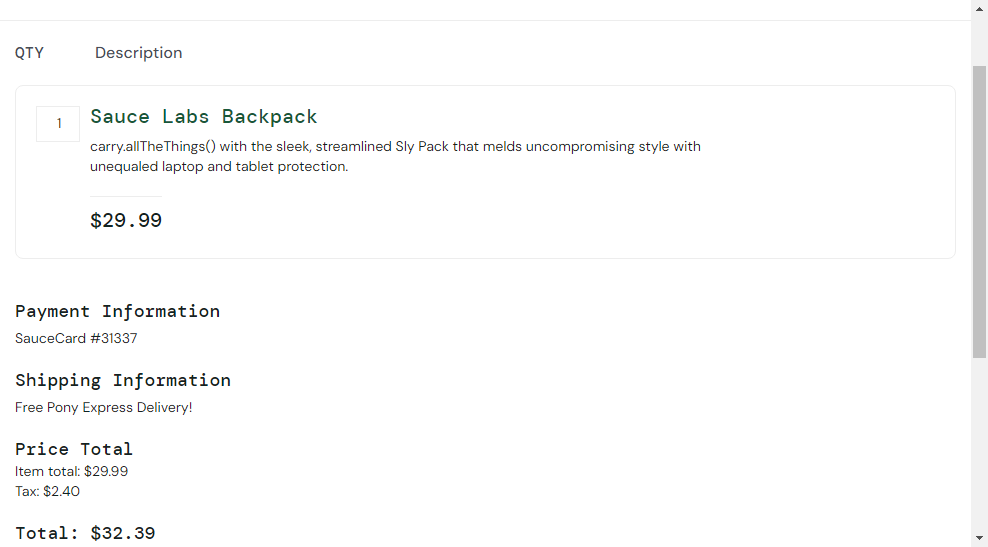 QTY Description
1 Sauce Labs Backpack
carry.allTheThings() with the sleek, streamlined Sly Pack that melds uncompromising style with
unequaled laptop and tablet protection.
$29.99
Payment Information
SauceCard #31337
Shipping Information
Free Pony Express Delivery!
Price Total
Item total: $29.99
Tax: $2.40
Total: $32.39